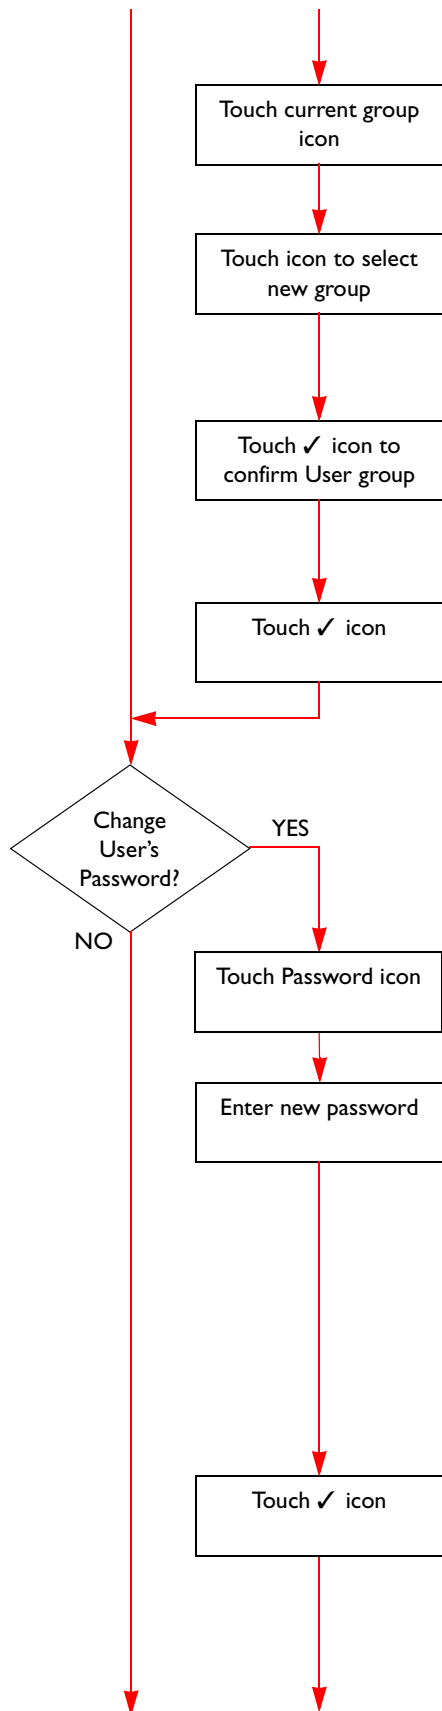 Touch current group
icon
Touch icon to select
new group
Touch ✓ icon to
confirm User group
Touch ✓ icon
Change
User's
Password?
YES
NO
Touch Password icon
Enter new password
Touch ✓ icon